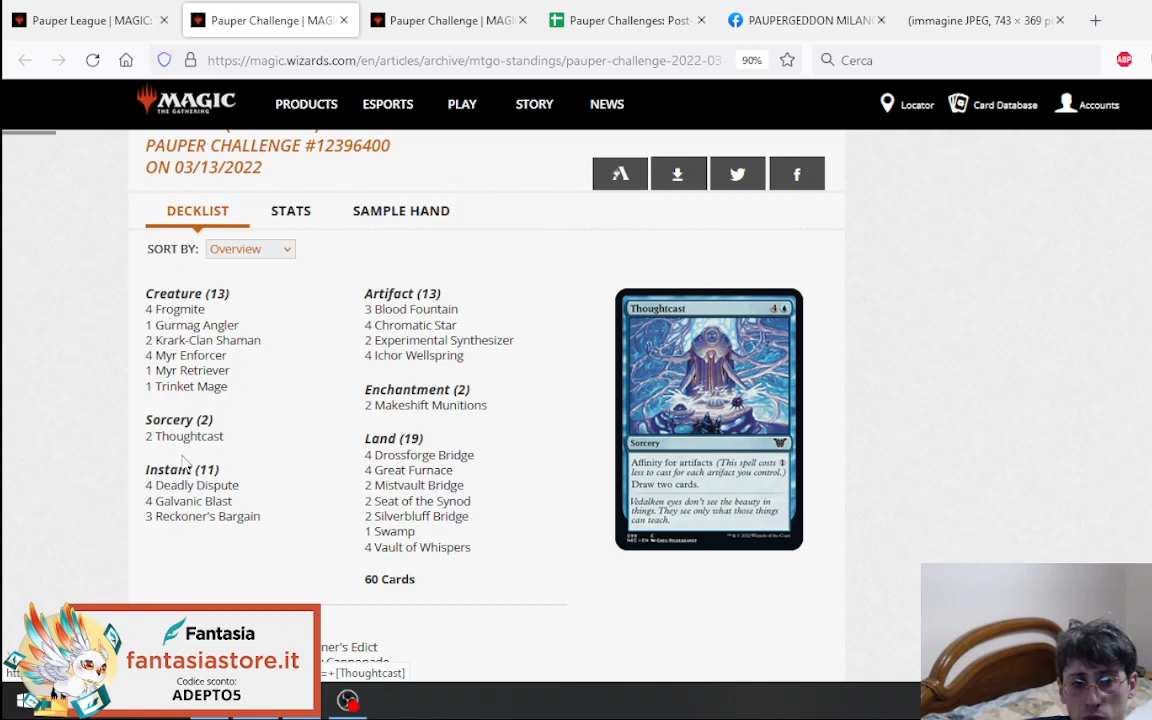 Pauper League | MAGIC:
Pauper Challenge | MAGI
Pauper Challenge | MAGI
Pauper Challenges: Post-
PAUPERGEDDON MILAN
(immagine JPEG, 743 × 369 p
https://magic.wizards.com/en/articles/archive/mtgo-standings/pauper-challenge-2022-03-
90%
Cerca
ABP
MAGIC
THE GATHERING
PRODUCTS
ESPORTS
PLAY
STORY
NEWS
Locator
Card Database
Accounts
PAUPER CHALLENGE #12396400
ON 03/13/2022
DECKLIST
STATS
SAMPLE HAND
SORT BY:
Overview
Creature (13)
4 Frogmite
1 Gurmag Angler
2 Krark-Clan Shaman
4 Myr Enforcer
1 Myr Retriever
1 Trinket Mage
Sorcery (2)
2 Thoughtcast
Instant (11)
4 Deadly Dispute
4 Galvanic Blast
3 Reckoner's Bargain
Artifact (13)
3 Blood Fountain
4 Chromatic Star
2 Experimental Synthesizer
4 Ichor Wellspring
Enchantment (2)
2 Makeshift Munitions
Land (19)
4 Drossforge Bridge
4 Great Furnace
2 Mistvault Bridge
2 Seat of the Synod
2 Silverbluff Bridge
1 Swamp
4 Vault of Whispers
60 Cards
Thoughtcast
4
Sorcery
Affinity for artifacts (This spell costs 1
less to cast for each artifact you control.)
Draw two cards.
Vedalken eyes don't see the beauty in
things. They see only what those things
can teach.
ner's Edict
=+[Thoughtcast]
Fantasia
fantasiastore.it
Codice sconto:
ADEPTO5